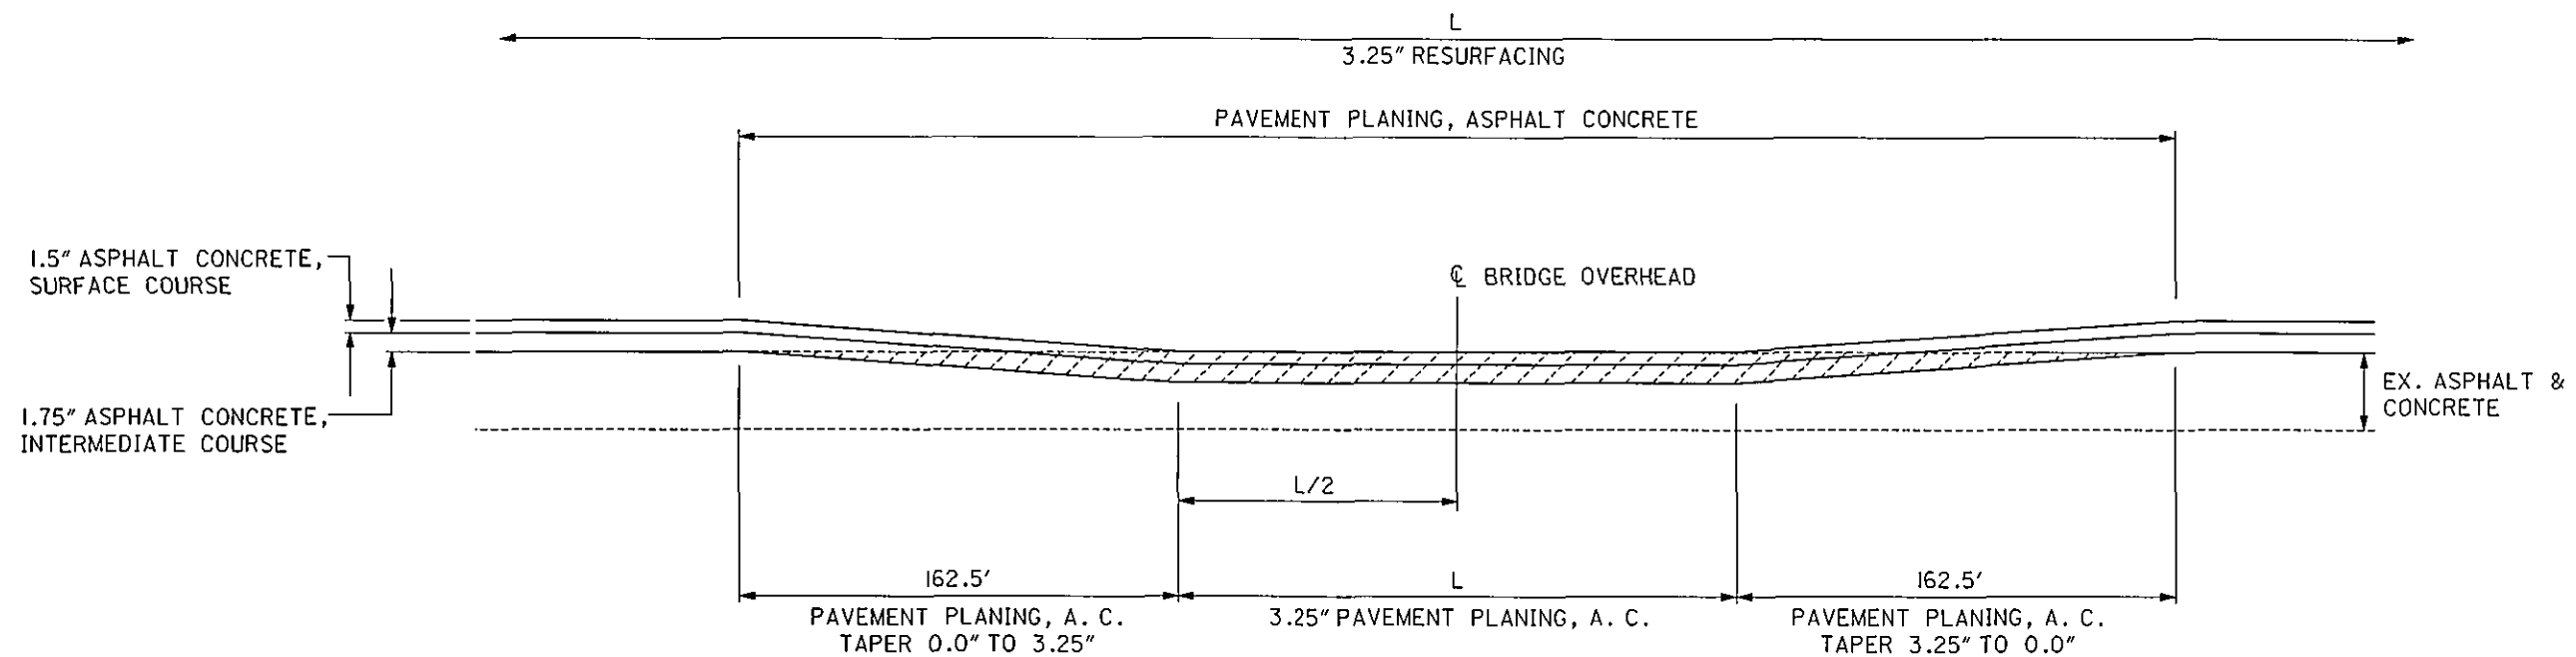 L
3.25" RESURFACING
PAVEMENT PLANING, ASPHALT CONCRETE
1.5" ASPHALT CONCRETE,
SURFACE COURSE
℄ BRIDGE OVERHEAD
1.75" ASPHALT CONCRETE,
INTERMEDIATE COURSE
EX. ASPHALT &
CONCRETE
L/2
162.5'
PAVEMENT PLANING, A. C.
TAPER 0.0" TO 3.25"
L
3.25" PAVEMENT PLANING, A. C.
162.5'
PAVEMENT PLANING, A. C.
TAPER 3.25" TO 0.0"